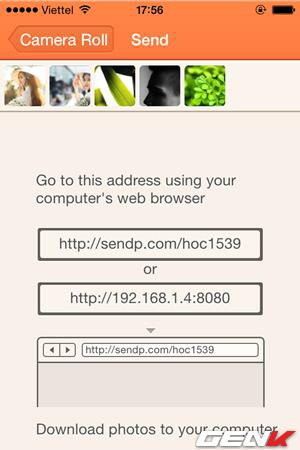 Viettel 17:56
Camera Roll Send
Go to this address using your
computer's web browser
http://sendp.com/hoc1539
or
http://192.168.1.4:8080
http://sendp.com/hoc1539
Download photos to your computer
GENK